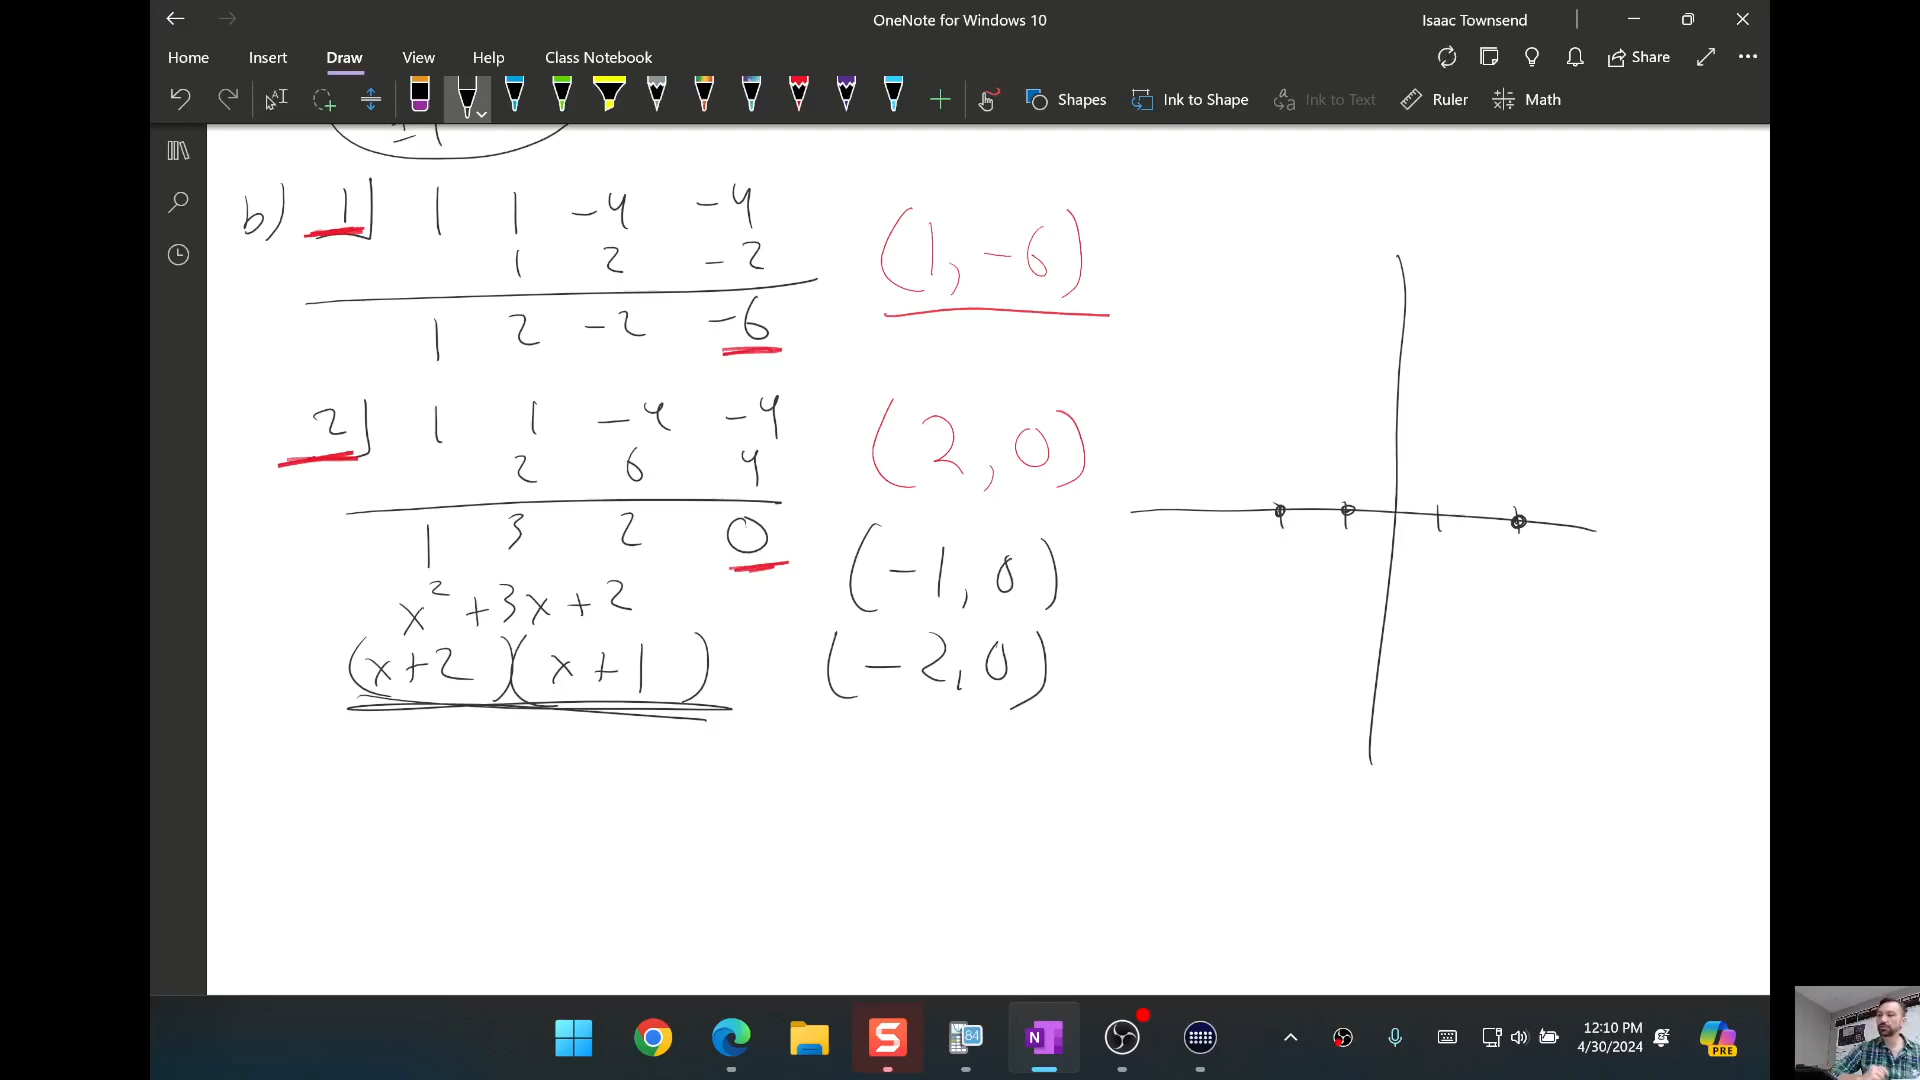 OneNote for Windows 10
Isaac Townsend
Home Insert Draw View Help Class Notebook
Share
Shapes
Ink to Shape
Ink to Text
Ruler
Math
± 1
b) 1 1 1 -4 -4
1 2 -2
1 2 -2 -6
(1, -6)
2 1 1 -4 -4
2 6 4
1 3 2 0
(2, 0)
x² + 3x + 2
(-1, 0)
(x+2)(x+1)
(-2, 0)
S
84
N
12:10 PM
4/30/2024
PRE